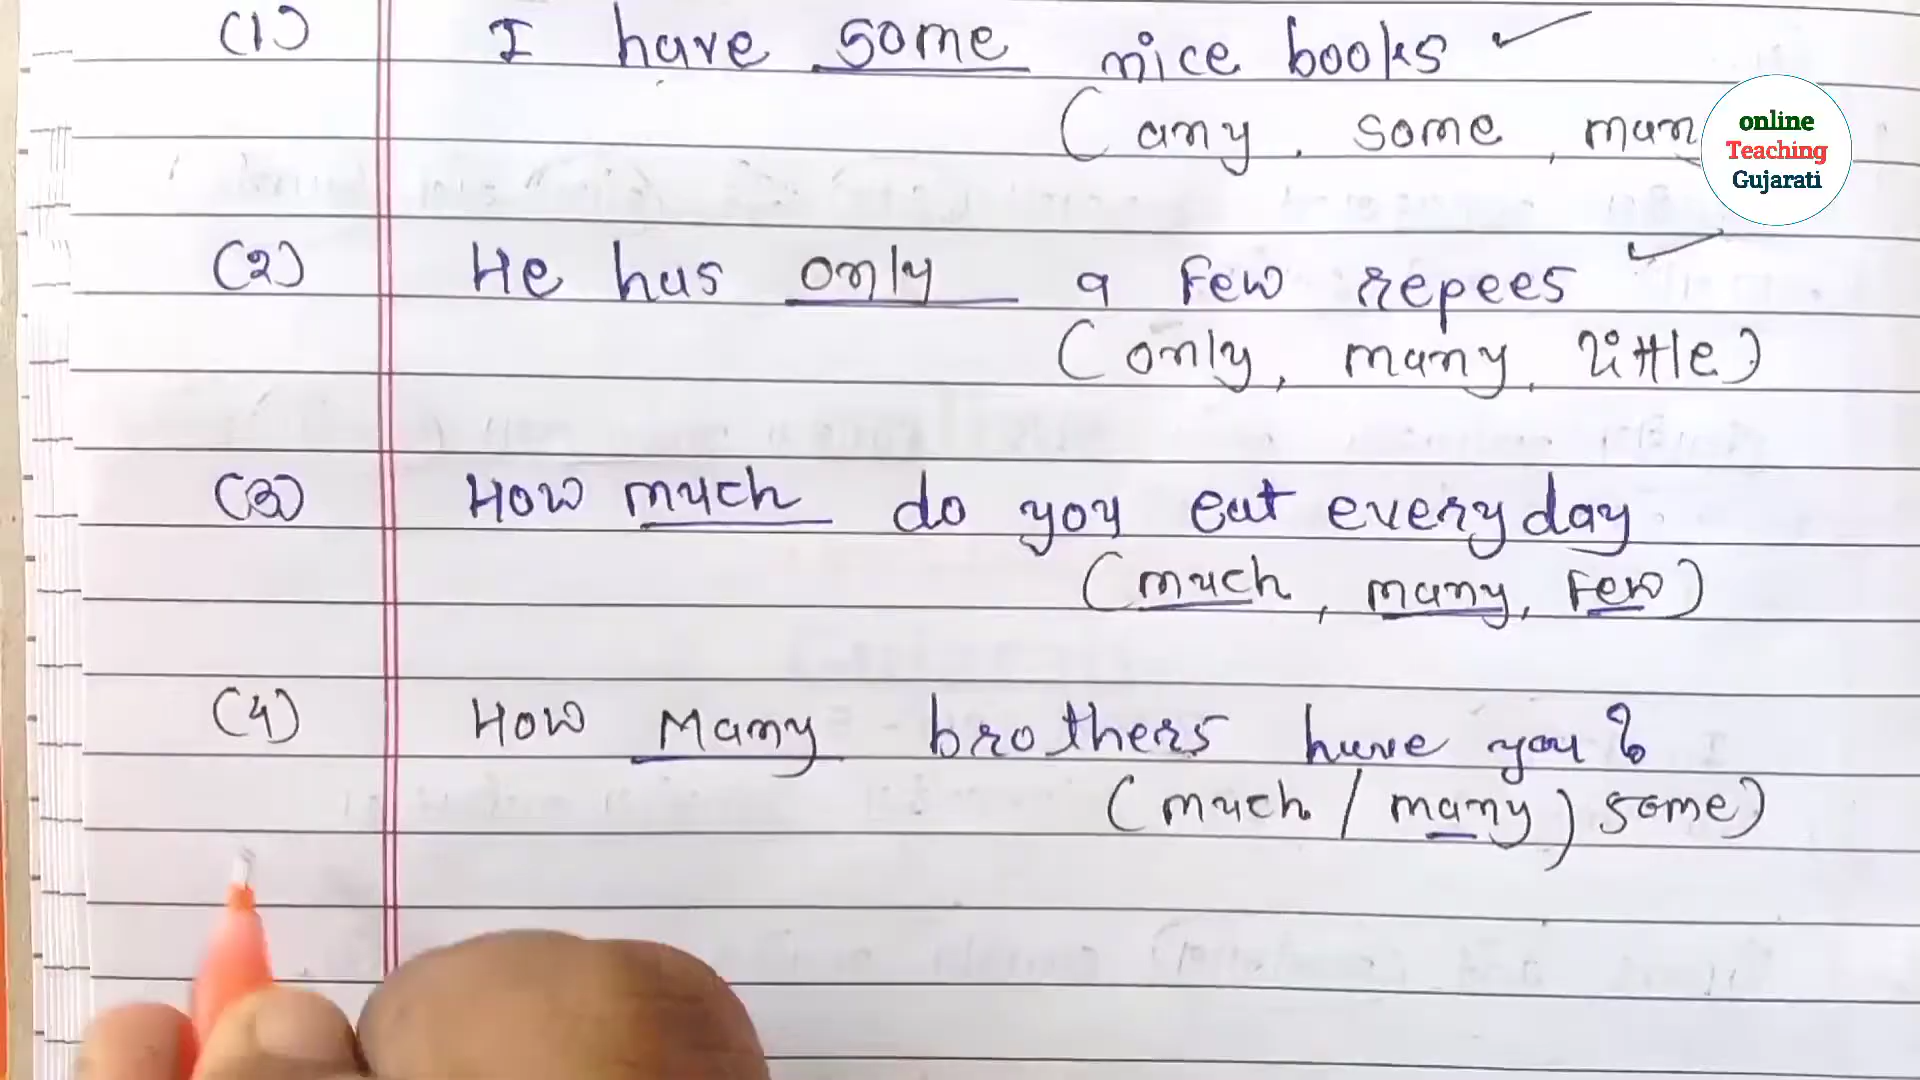 (1) I have some nice books
(any, some, man
online
Teaching
Gujarati
(2) He has only a few repees
(only, many, little)
(3) How much do you eat every day
(much, many, Few)
(4) How Many brothers have you?
(much / many) some)